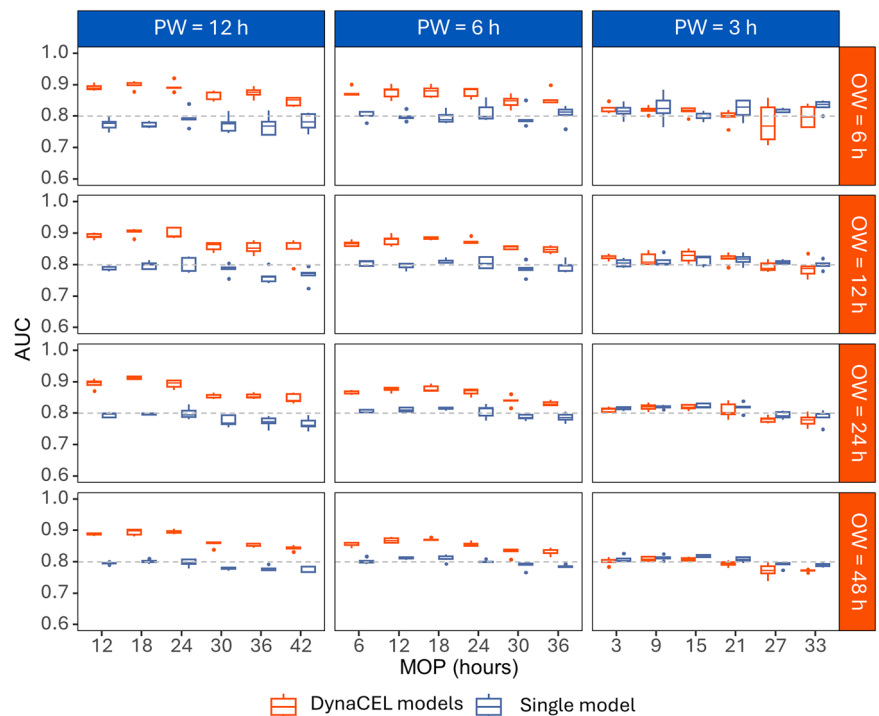 PW = 12 h PW = 6 h PW = 3 h
1.0
0.9
0.8
0.7
0.6
OW = 6 h
1.0
0.9
0.8
0.7
0.6
OW = 12 h
AUC
1.0
0.9
0.8
0.7
0.6
OW = 24 h
1.0
0.9
0.8
0.7
0.6
OW = 48 h
12 18 24 30 36 42 6 12 18 24 30 36 3 9 15 21 27 33
MOP (hours)
DynaCEL models Single model